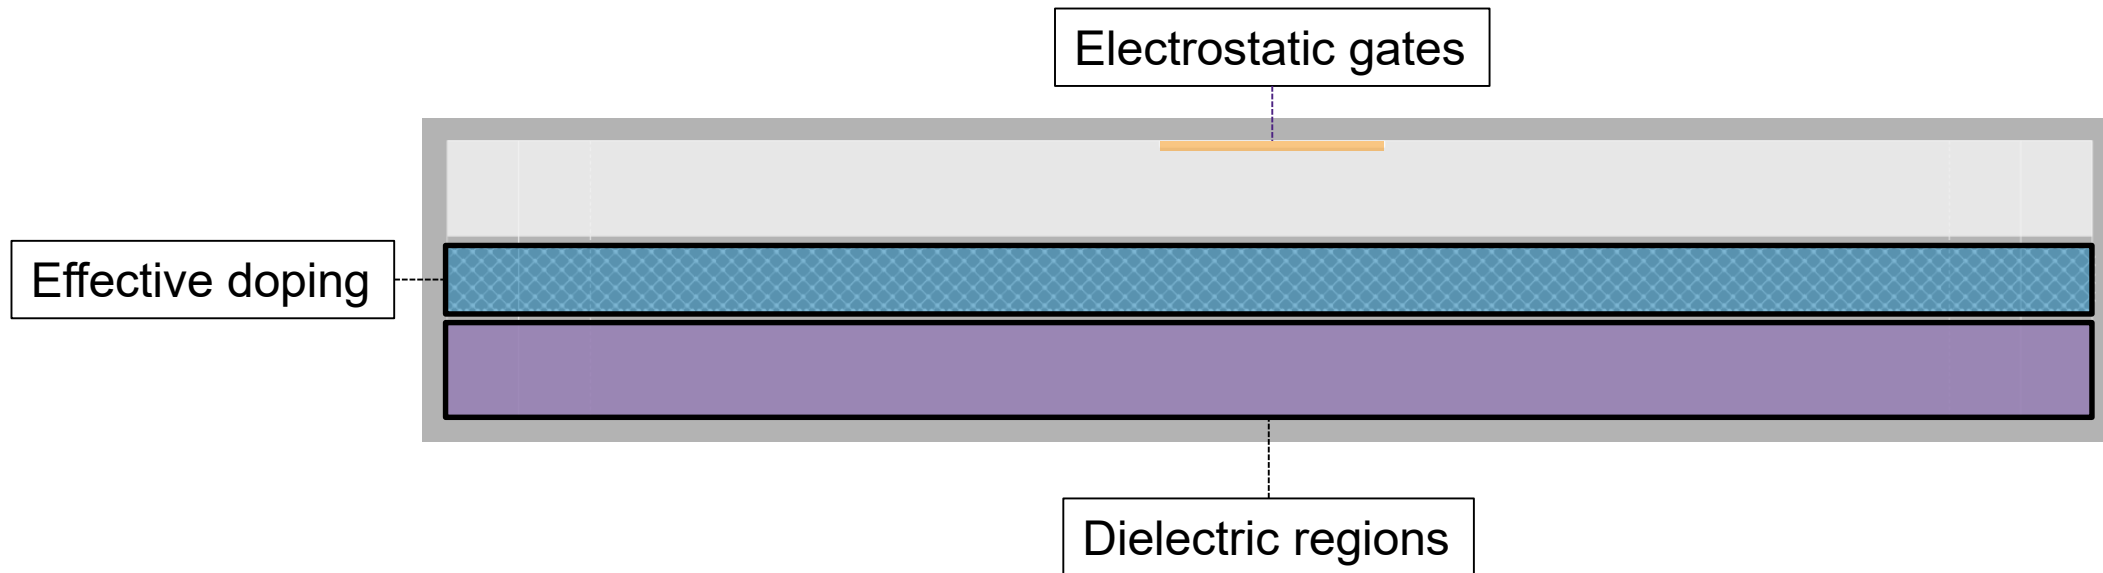 Electrostatic gates
Effective doping
Dielectric regions